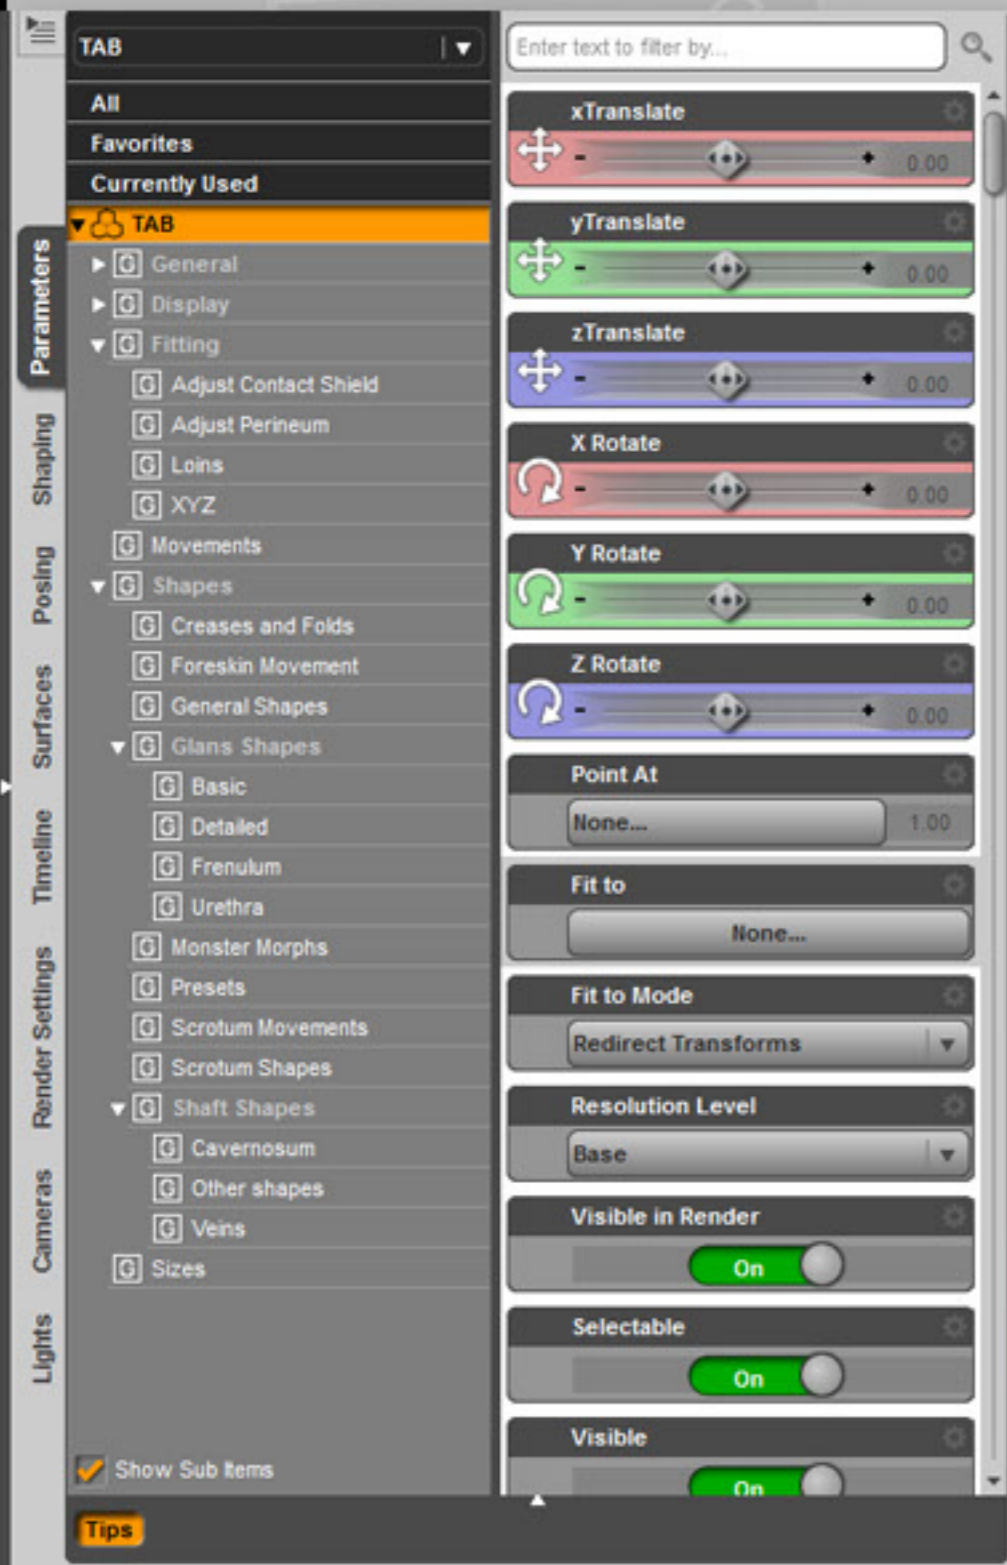 TAB
All
Favorites
Currently Used
TAB
General
Display
Fitting
Adjust Contact Shield
Adjust Perineum
Loins
XYZ
Movements
Shapes
Creases and Folds
Foreskin Movement
General Shapes
Glans Shapes
Basic
Detailed
Frenulum
Urethra
Monster Morphs
Presets
Scrotum Movements
Scrotum Shapes
Shaft Shapes
Cavernosum
Other shapes
Veins
Sizes
Show Sub Items
Tips
Parameters
Shaping
Posing
Surfaces
Timeline
Render Settings
Cameras
Lights
Enter text to filter by...
xTranslate
- + 0.00
yTranslate
- + 0.00
zTranslate
- + 0.00
X Rotate
- + 0.00
Y Rotate
- + 0.00
Z Rotate
- + 0.00
Point At
None... 1.00
Fit to
None...
Fit to Mode
Redirect Transforms
Resolution Level
Base
Visible in Render
On
Selectable
On
Visible
On